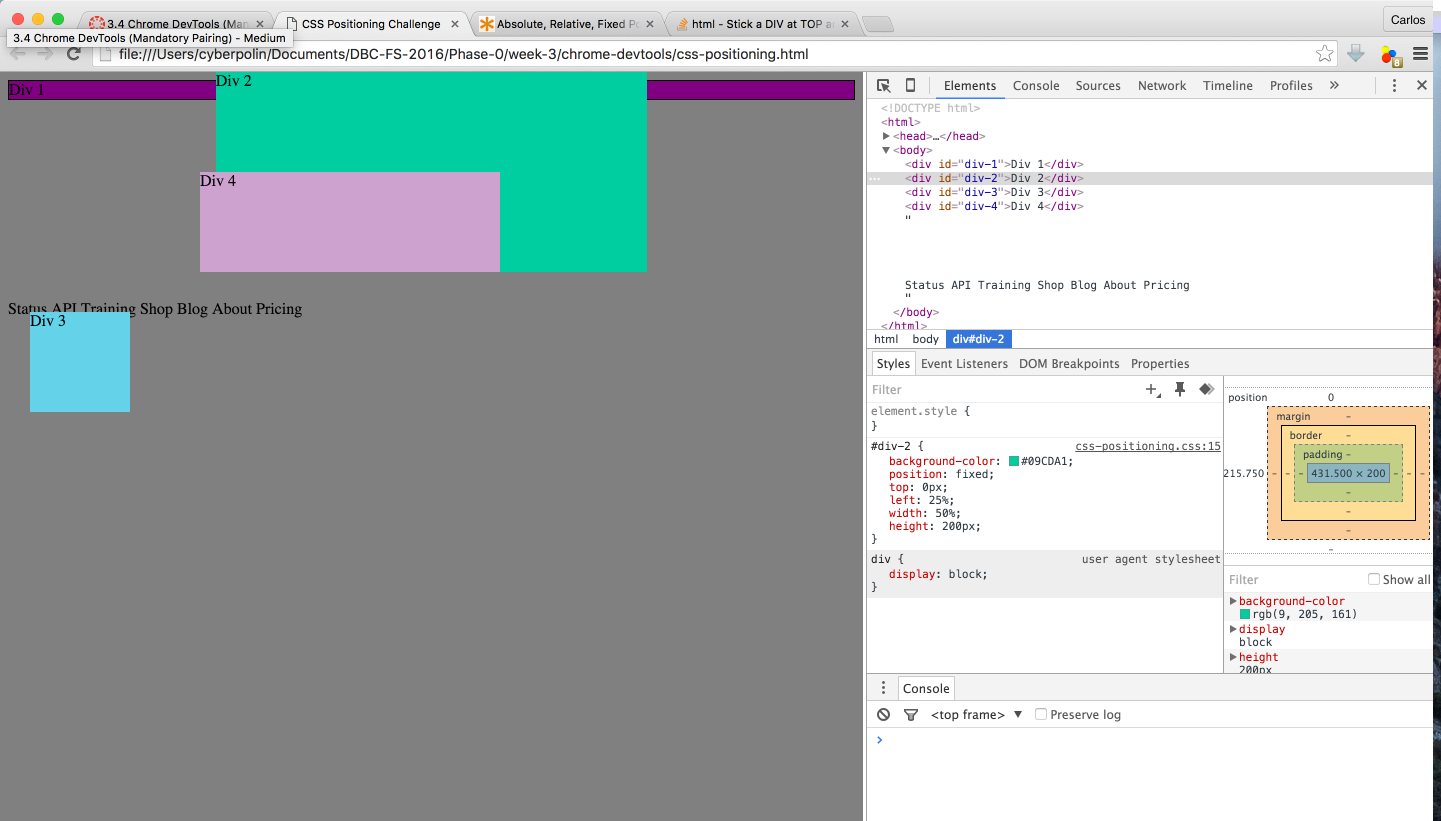 3.4 Chrome DevTools (Man
CSS Positioning Challenge
Absolute, Relative, Fixed Po
html - Stick a DIV at TOP a
Carlos
3.4 Chrome DevTools (Mandatory Pairing) - Medium
file:///Users/cyberpolin/Documents/DBC-FS-2016/Phase-0/week-3/chrome-devtools/css-positioning.html
8
Div 1
Div 2
Div 4
Status API Training Shop Blog About Pricing
Div 3
Elements Console Sources Network Timeline Profiles »
<!DOCTYPE html>
<html>
<head>…</head>
<body>
<div id="div-1">Div 1</div>
... <div id="div-2">Div 2</div>
<div id="div-3">Div 3</div>
<div id="div-4">Div 4</div>
"
Status API Training Shop Blog About Pricing
"
</body>
</html>
html body div#div-2
Styles Event Listeners DOM Breakpoints Properties
Filter
element.style {
}
#div-2 { css-positioning.css:15
background-color: #09CDA1;
position: fixed;
top: 0px;
left: 25%;
width: 50%;
height: 200px;
}
div { user agent stylesheet
display: block;
}
position 0
margin -
border -
padding -
215.750 - - - 431.500 × 200 - - -
-
-
-
-
Filter Show all
background-color
rgb(9, 205, 161)
display
block
height
200px
Console
<top frame> ▼ Preserve log
>